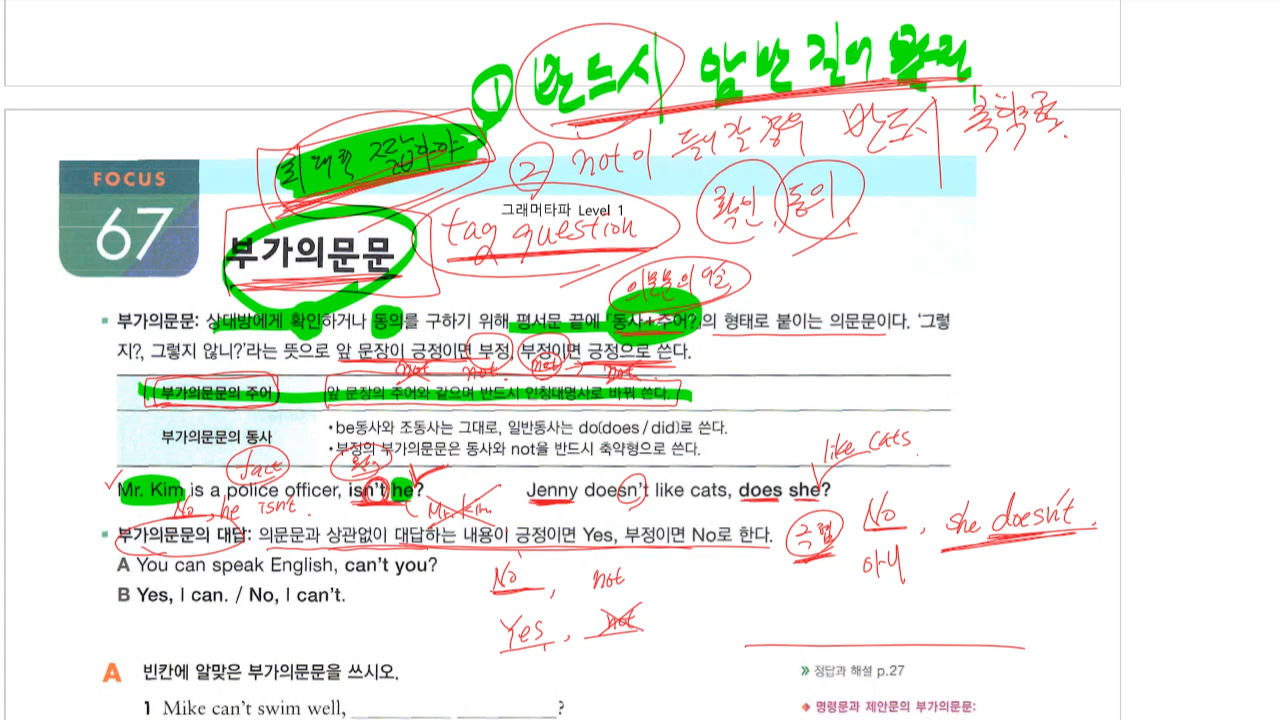 ① 반드시 앞 반
최대한 짧아야
② not이 들어갈 경우 반드시 축약형
FOCUS
67
그래머타파 Level 1
확인, 동의
부가의문문
tag question
의문문의 어순
부가의문문: 상대방에게 확인하거나 동의를 구하기 위해 평서문 끝에 「동사+주어?」의 형태로 붙이는 의문문이다. ‘그렇
지?, 그렇지 않니?’라는 뜻으로 앞 문장이 긍정이면 부정, 부정이면 긍정으로 쓴다.
not not. not → not.
부가의문문의 주어 앞 문장의 주어와 같으며 반드시 인칭대명사로 바꿔 쓴다.
부가의문문의 동사
•be동사와 조동사는 그대로, 일반동사는 do(does / did)로 쓴다.
•부정의 부가의문문은 동사와 not을 반드시 축약형으로 쓴다.
like cats.
fact
Mr. Kim is a police officer, isn't he? Jenny doesn't like cats, does she?
No, he isn't. Mr. Kim
부가의문문의 대답: 의문문과 상관없이 대답하는 내용이 긍정이면 Yes, 부정이면 No로 한다.
No, she doesn't.
아니
A You can speak English, can't you?
No, not
B Yes, I can. / No, I can't.
Yes, not
A 빈칸에 알맞은 부가의문문을 쓰시오.
» 정답과 해설 p.27
1 Mike can't swim well, ________ ________?
명령문과 제안문의 부가의문문: